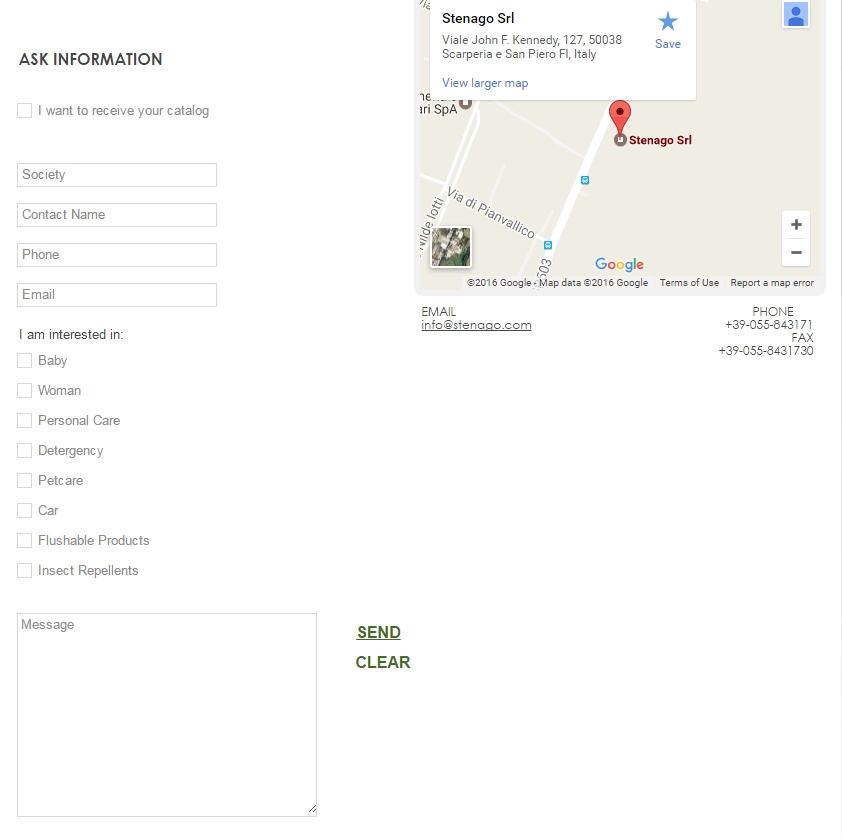 ASK INFORMATION
I want to receive your catalog
Society
Contact Name
Phone
Email
I am interested in:
Baby
Woman
Personal Care
Detergency
Petcare
Car
Flushable Products
Insect Repellents
Message
SEND
CLEAR
Stenago Srl
Viale John F. Kennedy, 127, 50038
Scarperia e San Piero FI, Italy
Save
View larger map
ari SpA
Stenago Srl
Via di Pianvallico
Nilde Iotti
503
+
−
Google
©2016 Google - Map data ©2016 Google Terms of Use Report a map error
EMAIL
info@stenago.com
PHONE
+39-055-843171
FAX
+39-055-8431730